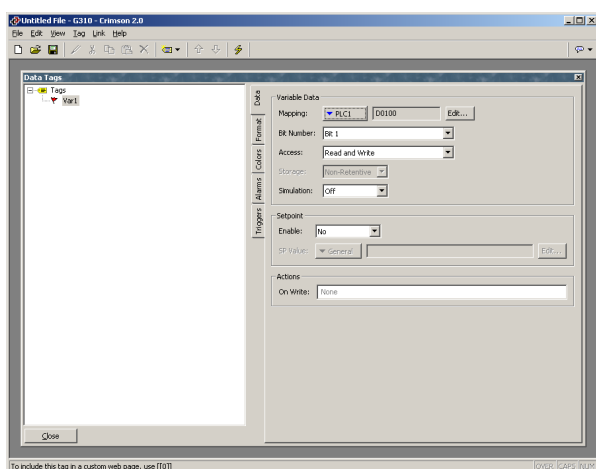 Untitled File - G310 - Crimson 2.0
File Edit View Tag Link Help
Data Tags
Tags
Var1
Data
Format
Colors
Alarms
Triggers
Variable Data
Mapping: PLC1 D0100 Edit...
Bit Number: Bit 1
Access: Read and Write
Storage: Non-Retentive
Simulation: Off
Setpoint
Enable: No
SP Value: General Edit...
Actions
On Write: None
Close
To include this tag in a custom web page, use [[0]] OVER CAPS NUM